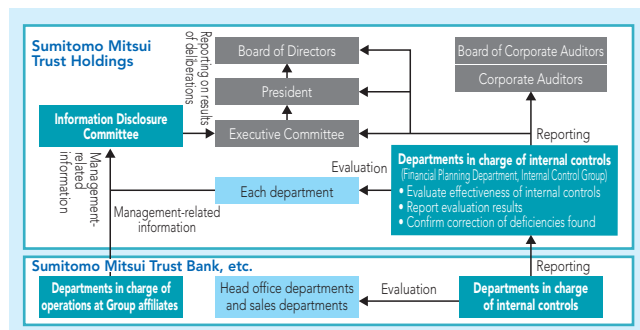 Sumitomo Mitsui
Trust Holdings
Reporting on results
of deliberations
Board of Directors
President
Executive Committee
Board of Corporate Auditors
Corporate Auditors
Information Disclosure
Committee
Reporting
Management-
related
information
Evaluation
Departments in charge of internal controls
(Financial Planning Department, Internal Control Group)
• Evaluate effectiveness of internal controls
• Report evaluation results
• Confirm correction of deficiencies found
Each department
Management-related
information
Sumitomo Mitsui Trust Bank, etc.
Reporting
Departments in charge of
operations at Group affiliates
Head office departments
and sales departments
Evaluation
Departments in charge
of internal controls